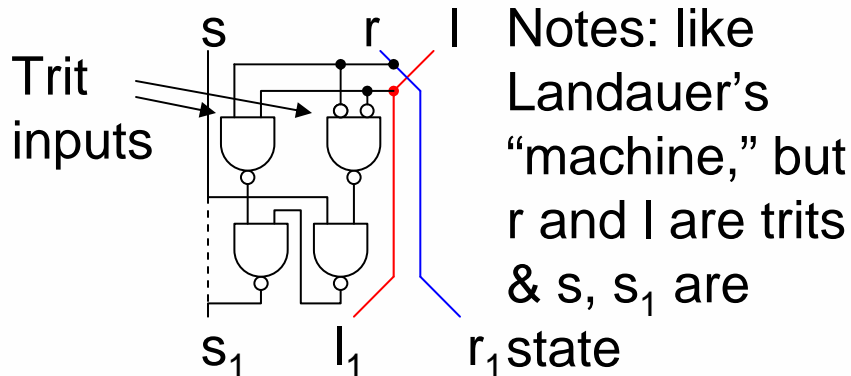 s r l
Trit
inputs
Notes: like
Landauer’s
“machine,” but
r and l are trits
& s, s₁ are
state
s₁ l₁ r₁